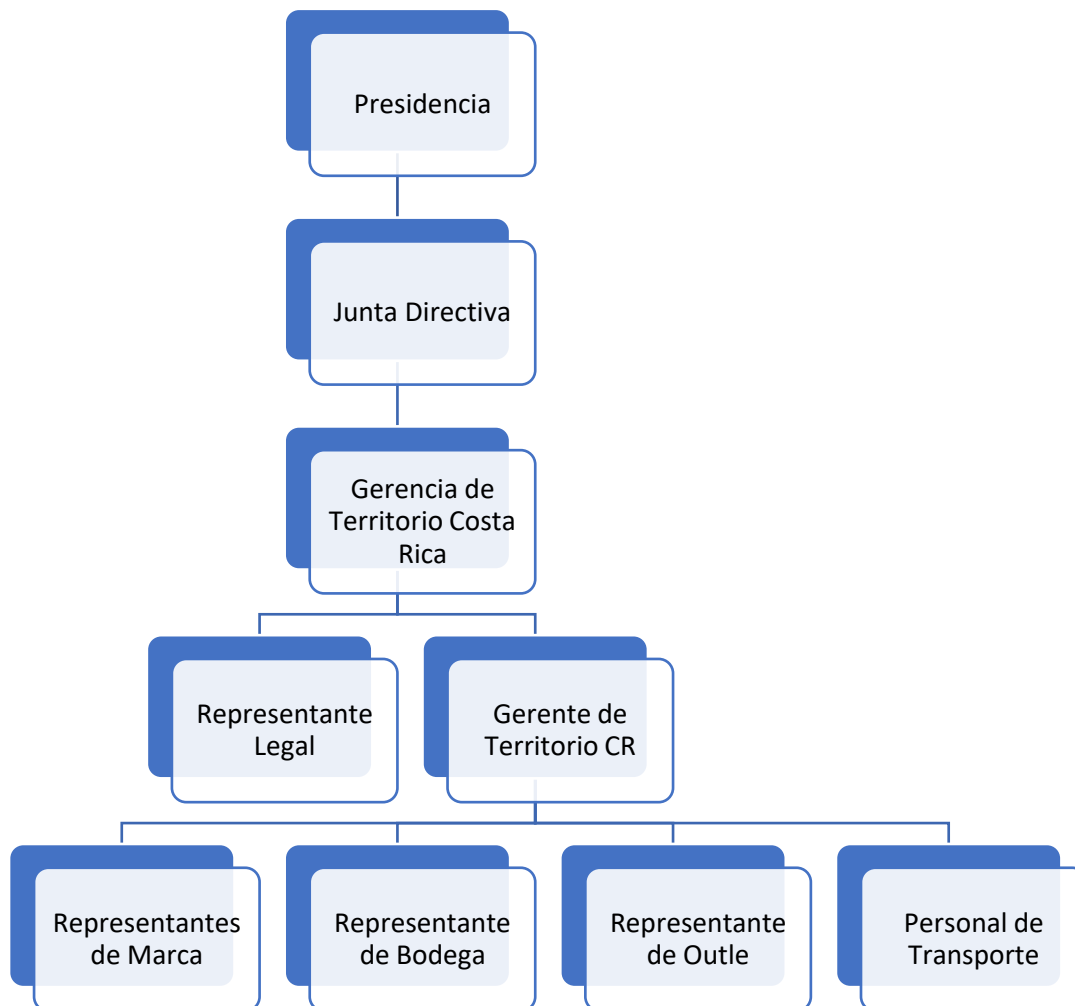 Presidencia
Junta Directiva
Gerencia de
Territorio Costa
Rica
Representante
Legal
Gerente de
Territorio CR
Representantes
de Marca
Representante
de Bodega
Representante
de Outle
Personal de
Transporte